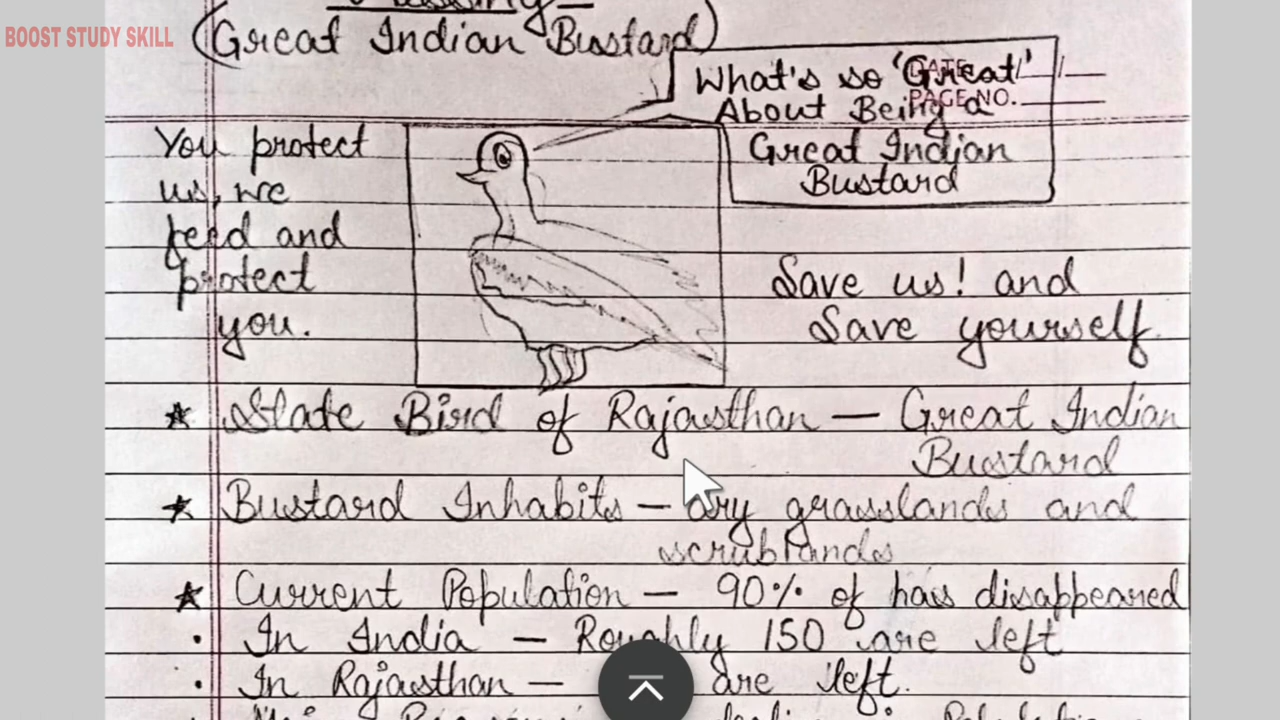 BOOST STUDY SKILL
Missing
(Great Indian Bustard)
What's so 'Great'
About Being a
Great Indian
Bustard
DATE
PAGE NO.
You protect
us, we
feed and
protect
you.
Save us! and
Save yourself.
★ State Bird of Rajasthan — Great Indian
Bustard
★ Bustard Inhabits — dry grasslands and
scrublands
★ Current Population — 90% of has disappeared
• In India — Roughly 150 are left
• In Rajasthan — are left.